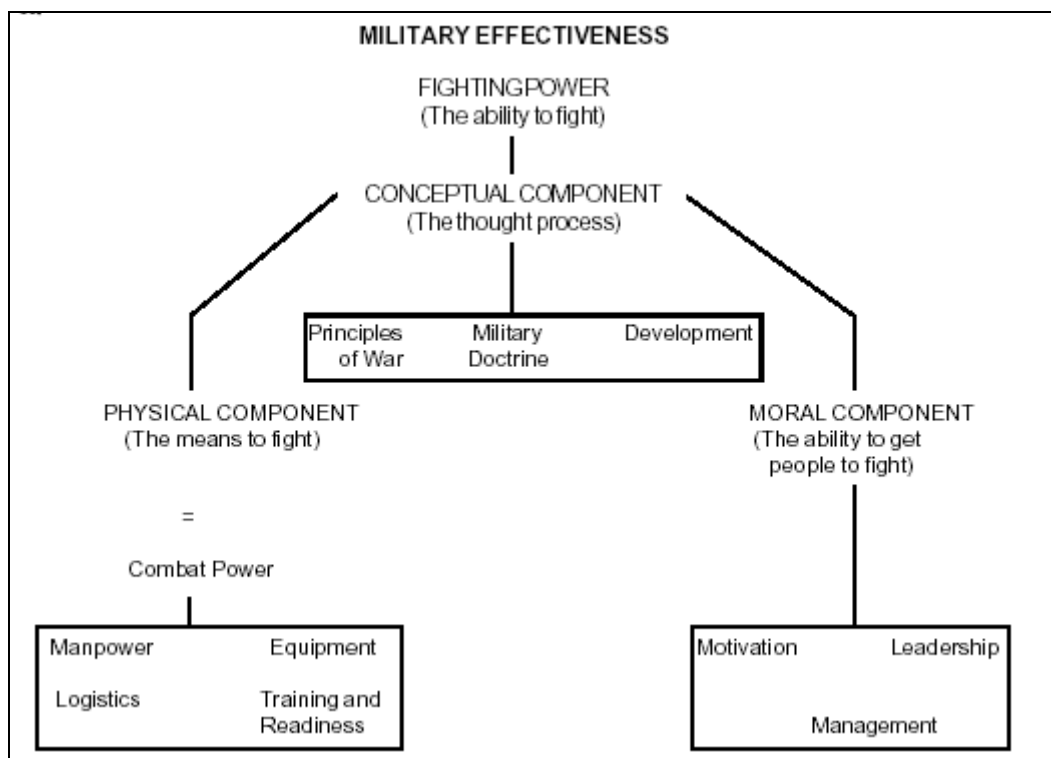 MILITARY EFFECTIVENESS
FIGHTINGPOWER
(The ability to fight)
CONCEPTUAL COMPONENT
(The thought process)
Principles Military Development
of War Doctrine
PHYSICAL COMPONENT
(The means to fight)
MORAL COMPONENT
(The ability to get
people to fight)
=
Combat Power
Manpower Equipment
Logistics Training and
Readiness
Motivation Leadership
Management